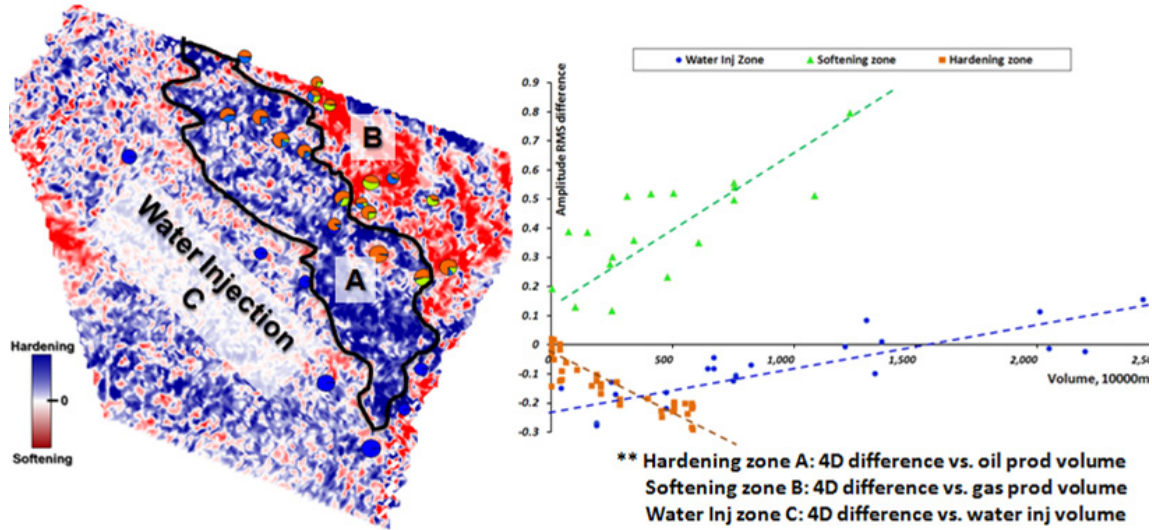 B
A
Water Injection
C
Hardening
0
Softening
Water Inj Zone
Softening zone
Hardening zone
Amplitude RMS difference
0.9
0.8
0.7
0.6
0.5
0.4
0.3
0.2
0.1
0
-0.1
-0.2
-0.3
0
500
1,000
1,500
2,000
Volume, 10000m
** Hardening zone A: 4D difference vs. oil prod volume
Softening zone B: 4D difference vs. gas prod volume
Water Inj zone C: 4D difference vs. water inj volume